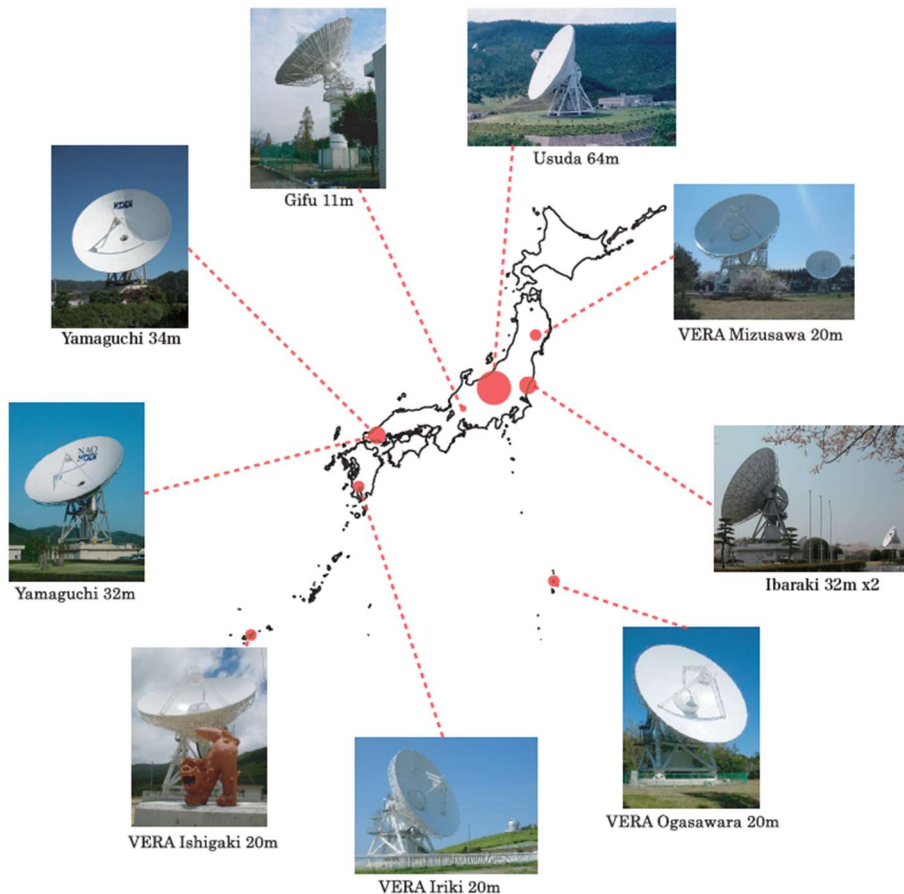 Usuda 64m
Gifu 11m
Yamaguchi 34m
VERA Mizusawa 20m
NAO
Yamaguchi 32m
Ibaraki 32m x2
VERA Ishigaki 20m
VERA Ogasawara 20m
VERA Iriki 20m